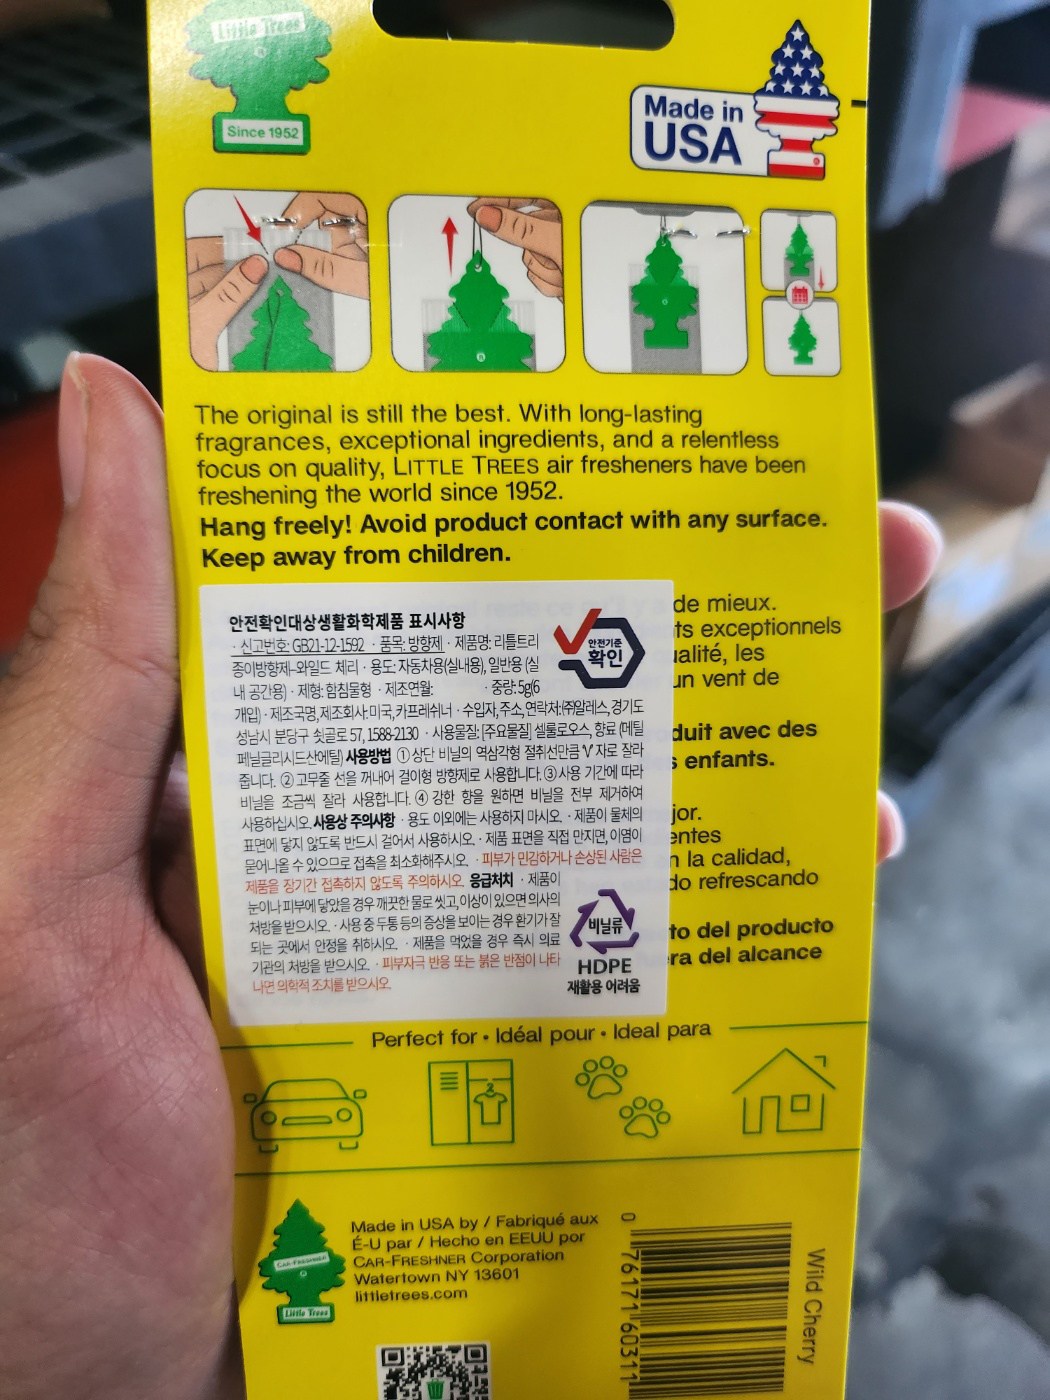 Little Trees
Since 1952
Made in
USA
The original is still the best. With long-lasting
fragrances, exceptional ingredients, and a relentless
focus on quality, LITTLE TREES air fresheners have been
freshening the world since 1952.
Hang freely! Avoid product contact with any surface.
Keep away from children.
안전확인대상생활화학제품 표시사항
· 신고번호: GB21-12-1592 · 품목: 방향제 · 제품명: 리틀트리
종이방향제-와일드 체리 · 용도: 자동차용(실내용), 일반용 (실
내 공간용) · 제형: 함침물형 · 제조연월: · 중량: 5g(6
개입) · 제조국명, 제조회사: 미국, 카프레쉬너 · 수입자, 주소, 연락처: ㈜알레스, 경기도
성남시 분당구 쇳골로 57, 1588-2130 · 사용물질: [주요물질] 셀룰로오스, 향료 (메틸
페닐글리시드산에틸) 사용방법 ① 상단 비닐의 역삼각형 절취선만큼 "V" 자로 잘라
줍니다. ② 고무줄 선을 꺼내어 걸이형 방향제로 사용합니다. ③ 사용 기간에 따라
비닐을 조금씩 잘라 사용합니다. ④ 강한 향을 원하면 비닐을 전부 제거하여
사용하십시오. 사용상 주의사항 · 용도 이외에는 사용하지 마시오. · 제품이 물체의
표면에 닿지 않도록 반드시 걸어서 사용하시오. · 제품 표면을 직접 만지면, 이염이
묻어나올 수 있으므로 접촉을 최소화해주시오. · 피부가 민감하거나 손상된 사람은
제품을 장기간 접촉하지 않도록 주의하시오. 응급처치 · 제품이
눈이나 피부에 닿았을 경우 깨끗한 물로 씻고, 이상이 있으면 의사의
처방을 받으시오. · 사용 중 두통 등의 증상을 보이는 경우 환기가 잘
되는 곳에서 안정을 취하시오. · 제품을 먹었을 경우 즉시 의료
기관의 처방을 받으시오. · 피부자극 반응 또는 붉은 반점이 나타
나면 의학적 조치를 받으시오.
안전기준
확인
비닐류
HDPE
재활용 어려움
de mieux.
ts exceptionnels
ualité, les
un vent de
duit avec des
s enfants.
jor.
entes
n la calidad,
do refrescando
to del producto
era del alcance
Perfect for • Idéal pour • Ideal para
CAR-FRESHNER
Little Trees
Made in USA by / Fabriqué aux
É-U par / Hecho en EEUU por
CAR-FRESHNER Corporation
Watertown NY 13601
littletrees.com
0 76171 60311
Wild Cherry